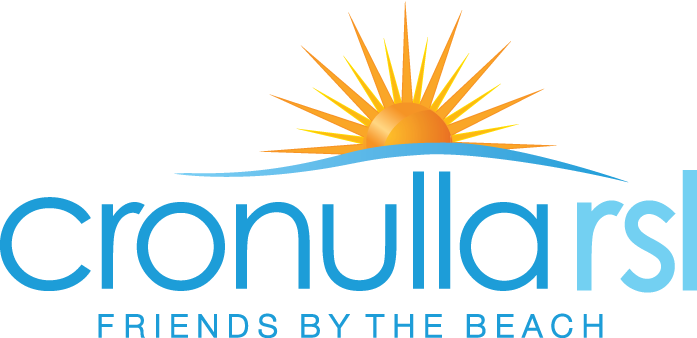 cronulla rsl
FRIENDS BY THE BEACH